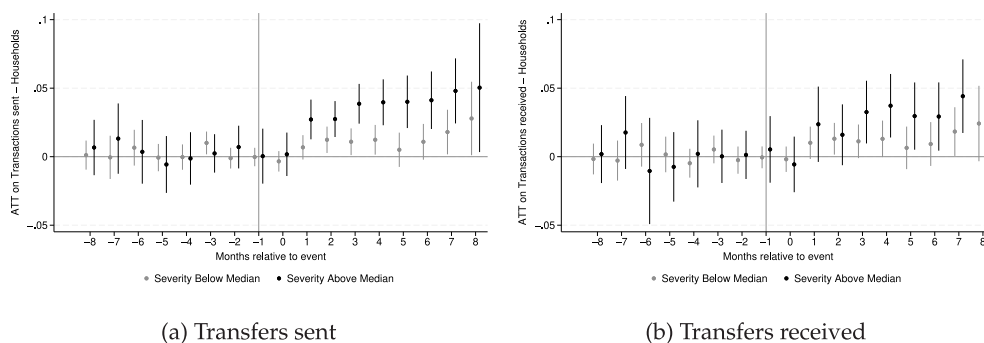 .1
.05
0
-.05
ATT on Transactions sent – Households
-8 -7 -6 -5 -4 -3 -2 -1 0 1 2 3 4 5 6 7 8
Months relative to event
Severity Below Median Severity Above Median
(a) Transfers sent
.1
.05
0
-.05
ATT on Transactions received – Households
-8 -7 -6 -5 -4 -3 -2 -1 0 1 2 3 4 5 6 7 8
Months relative to event
Severity Below Median Severity Above Median
(b) Transfers received